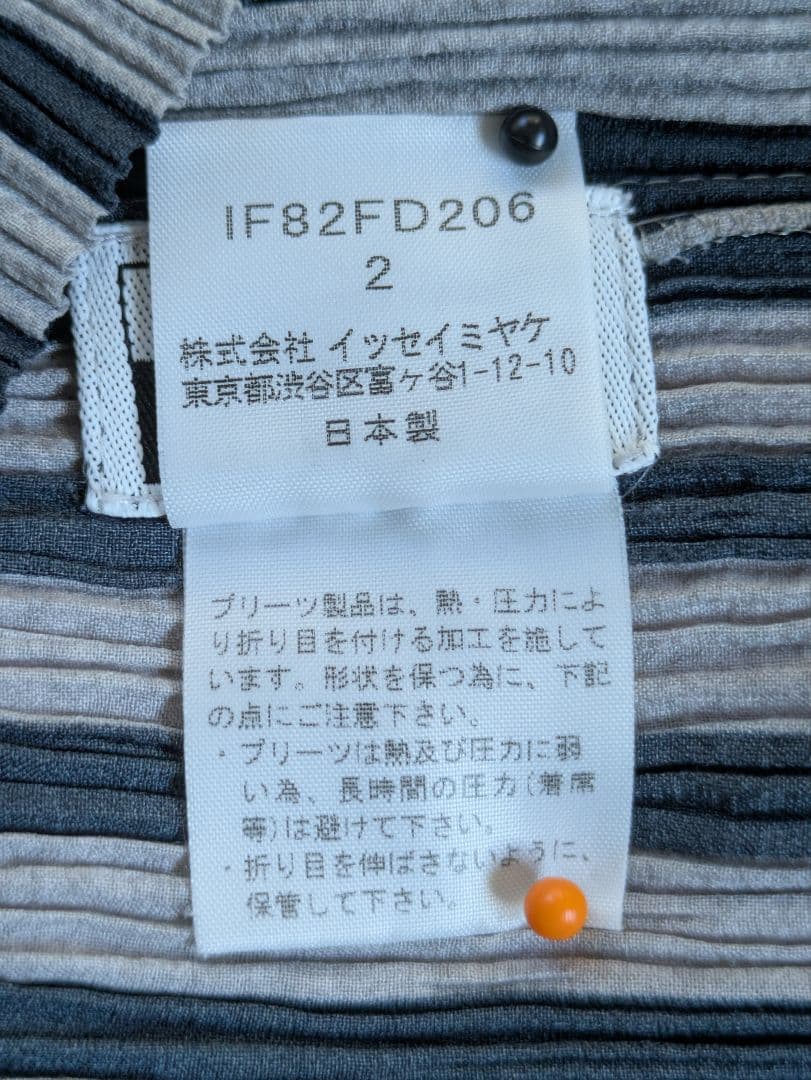 IF82FD206
2
株式会社 イッセイミヤケ
東京都渋谷区富ヶ谷1-12-10
日本製
プリーツ製品は、熱・圧力によ
り折り目を付ける加工を施して
います。形状を保つ為に、下記
の点にご注意下さい。
・プリーツは熱及び圧力に弱
い為、長時間の圧力(着席
等)は避けて下さい。
・折り目を伸ばさないように、
保管して下さい。